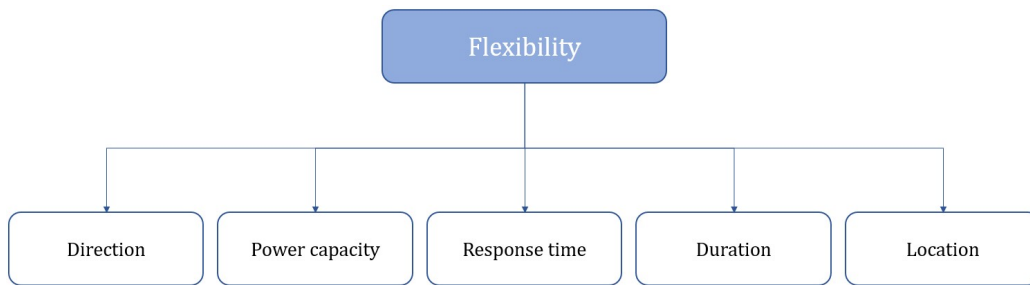 Flexibility
Direction
Power capacity
Response time
Duration
Location